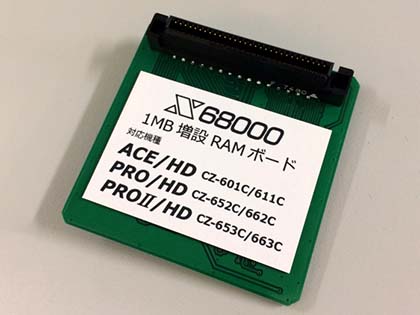 X68000
1MB 増設 RAM ボード
対応機種
ACE/HD CZ-601C/611C
PRO/HD CZ-652C/662C
PROⅡ/HD CZ-653C/663C